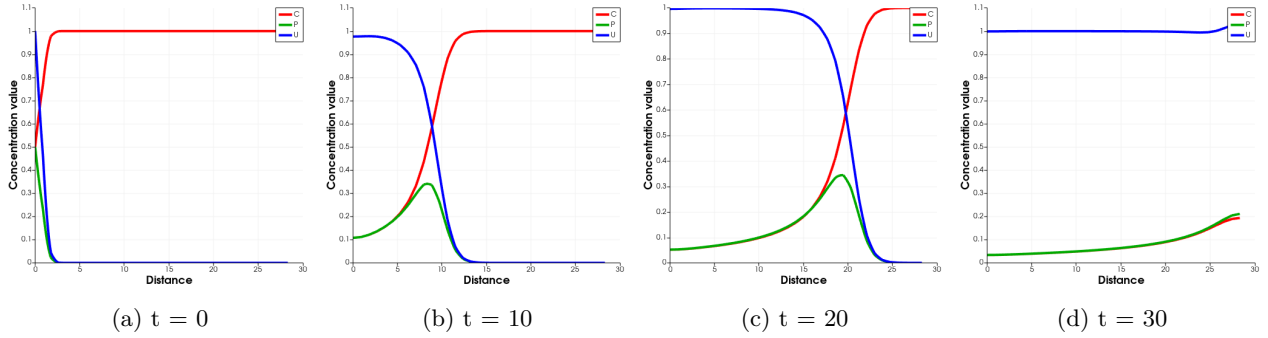 1.1
1
0.9
0.8
0.7
0.6
0.5
0.4
0.3
0.2
0.1
0
Concentration value
0 5 10 15 20 25 30
Distance
C
P
U
(a) t = 0
1.1
1
0.9
0.8
0.7
0.6
0.5
0.4
0.3
0.2
0.1
0
Concentration value
0 5 10 15 20 25 30
Distance
C
P
U
(b) t = 10
1
0.9
0.8
0.7
0.6
0.5
0.4
0.3
0.2
0.1
0
Concentration value
0 5 10 15 20 25 30
Distance
C
P
U
(c) t = 20
1.1
1
0.9
0.8
0.7
0.6
0.5
0.4
0.3
0.2
0.1
0
Concentration value
0 5 10 15 20 25 30
Distance
C
P
U
(d) t = 30